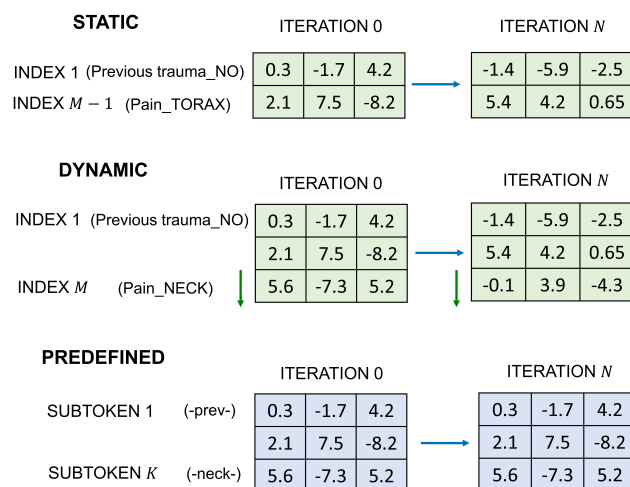 STATIC
ITERATION 0 ITERATION N
INDEX 1 (Previous trauma_NO) 0.3 -1.7 4.2 -1.4 -5.9 -2.5
INDEX M − 1 (Pain_TORAX) 2.1 7.5 -8.2 5.4 4.2 0.65
DYNAMIC
ITERATION 0 ITERATION N
INDEX 1 (Previous trauma_NO) 0.3 -1.7 4.2 -1.4 -5.9 -2.5
2.1 7.5 -8.2 5.4 4.2 0.65
INDEX M (Pain_NECK) 5.6 -7.3 5.2 -0.1 3.9 -4.3
PREDEFINED
ITERATION 0 ITERATION N
SUBTOKEN 1 (-prev-) 0.3 -1.7 4.2 0.3 -1.7 4.2
2.1 7.5 -8.2 2.1 7.5 -8.2
SUBTOKEN K (-neck-) 5.6 -7.3 5.2 5.6 -7.3 5.2